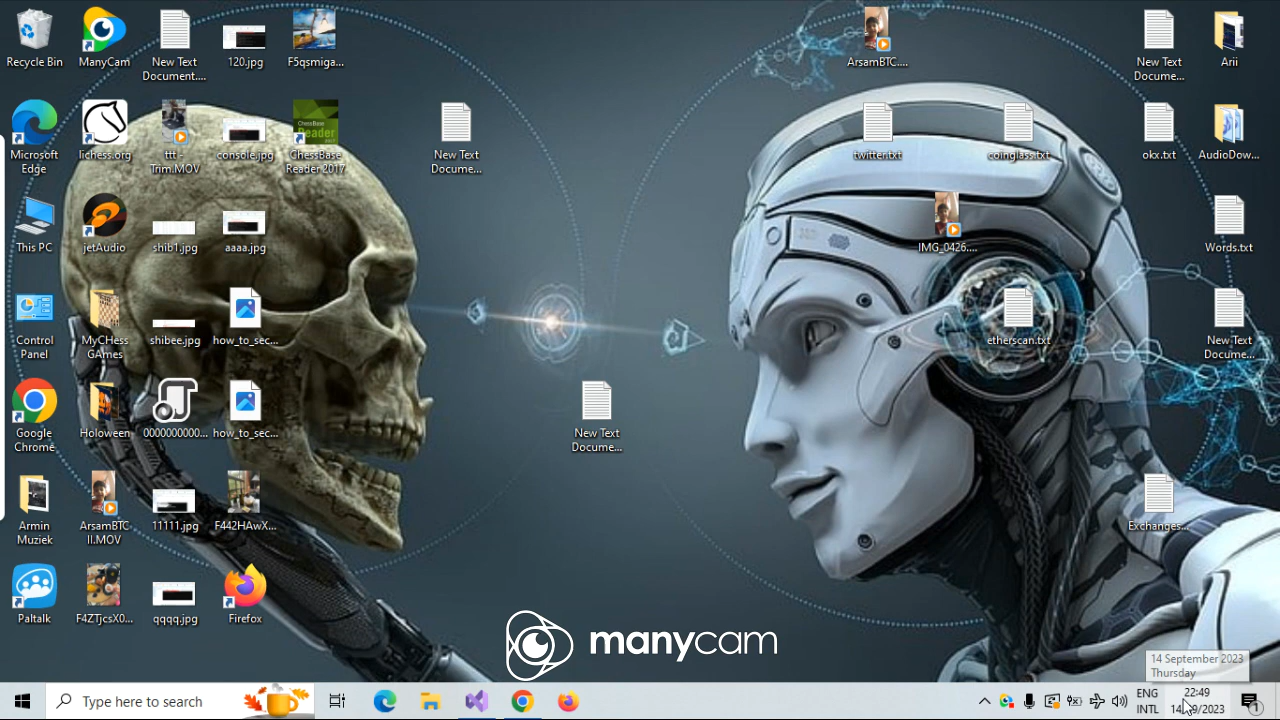 Recycle Bin
ManyCam
New Text
Document....
120.jpg
F5qsmiga...
ArsamBTC....
New Text
Docume...
Arii
Microsoft
Edge
lichess.org
ttt -
Trim.MOV
console.jpg
ChessBase
Reader 2017
New Text
Docume...
twitter.txt
coinglass.txt
okx.txt
AudioDow...
This PC
jetAudio
shib1.jpg
aaaa.jpg
IMG_0426....
Words.txt
Control
Panel
MyCHess
GAmes
shibee.jpg
how_to_sec...
etherscan.txt
New Text
Docume...
Google
Chrome
Holoween
0000000000...
how_to_sec...
New Text
Docume...
Armin
Muziek
ArsamBTC
II.MOV
11111.jpg
F442HAwX...
Exchanges...
Paltalk
F4ZTjcsX0...
qqqq.jpg
Firefox
manycam
14 September 2023
Thursday
Type here to search
ENG
INTL
22:49
14/09/2023
1